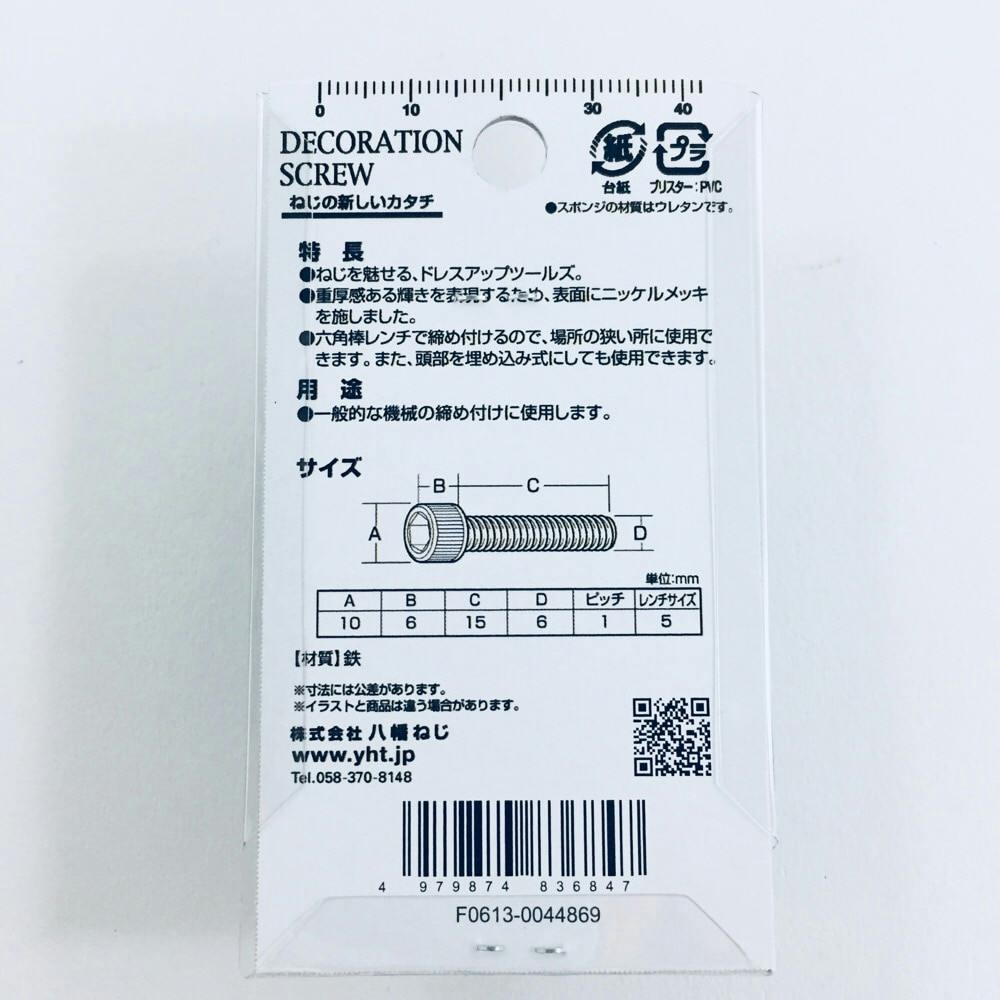 0 10 30 40
DECORATION
SCREW
ねじの新しいカタチ
紙 プラ
台紙 ブリスター:PVC
●スポンジの材質はウレタンです。
特 長
●ねじを魅せる、ドレスアップツールズ。
●重厚感ある輝きを表現するため、表面にニッケルメッキ
を施しました。
●六角棒レンチで締め付けるので、場所の狭い所に使用で
きます。また、頭部を埋め込み式にしても使用できます。
用 途
●一般的な機械の締め付けに使用します。
サイズ
B C
A D
単位:mm
A B C D ピッチ レンチサイズ
10 6 15 6 1 5
【材質】鉄
※寸法には公差があります。
※イラストと商品は違う場合があります。
株式会社 八幡ねじ
www.yht.jp
Tel.058-370-8148
4 979874 836847
F0613-0044869